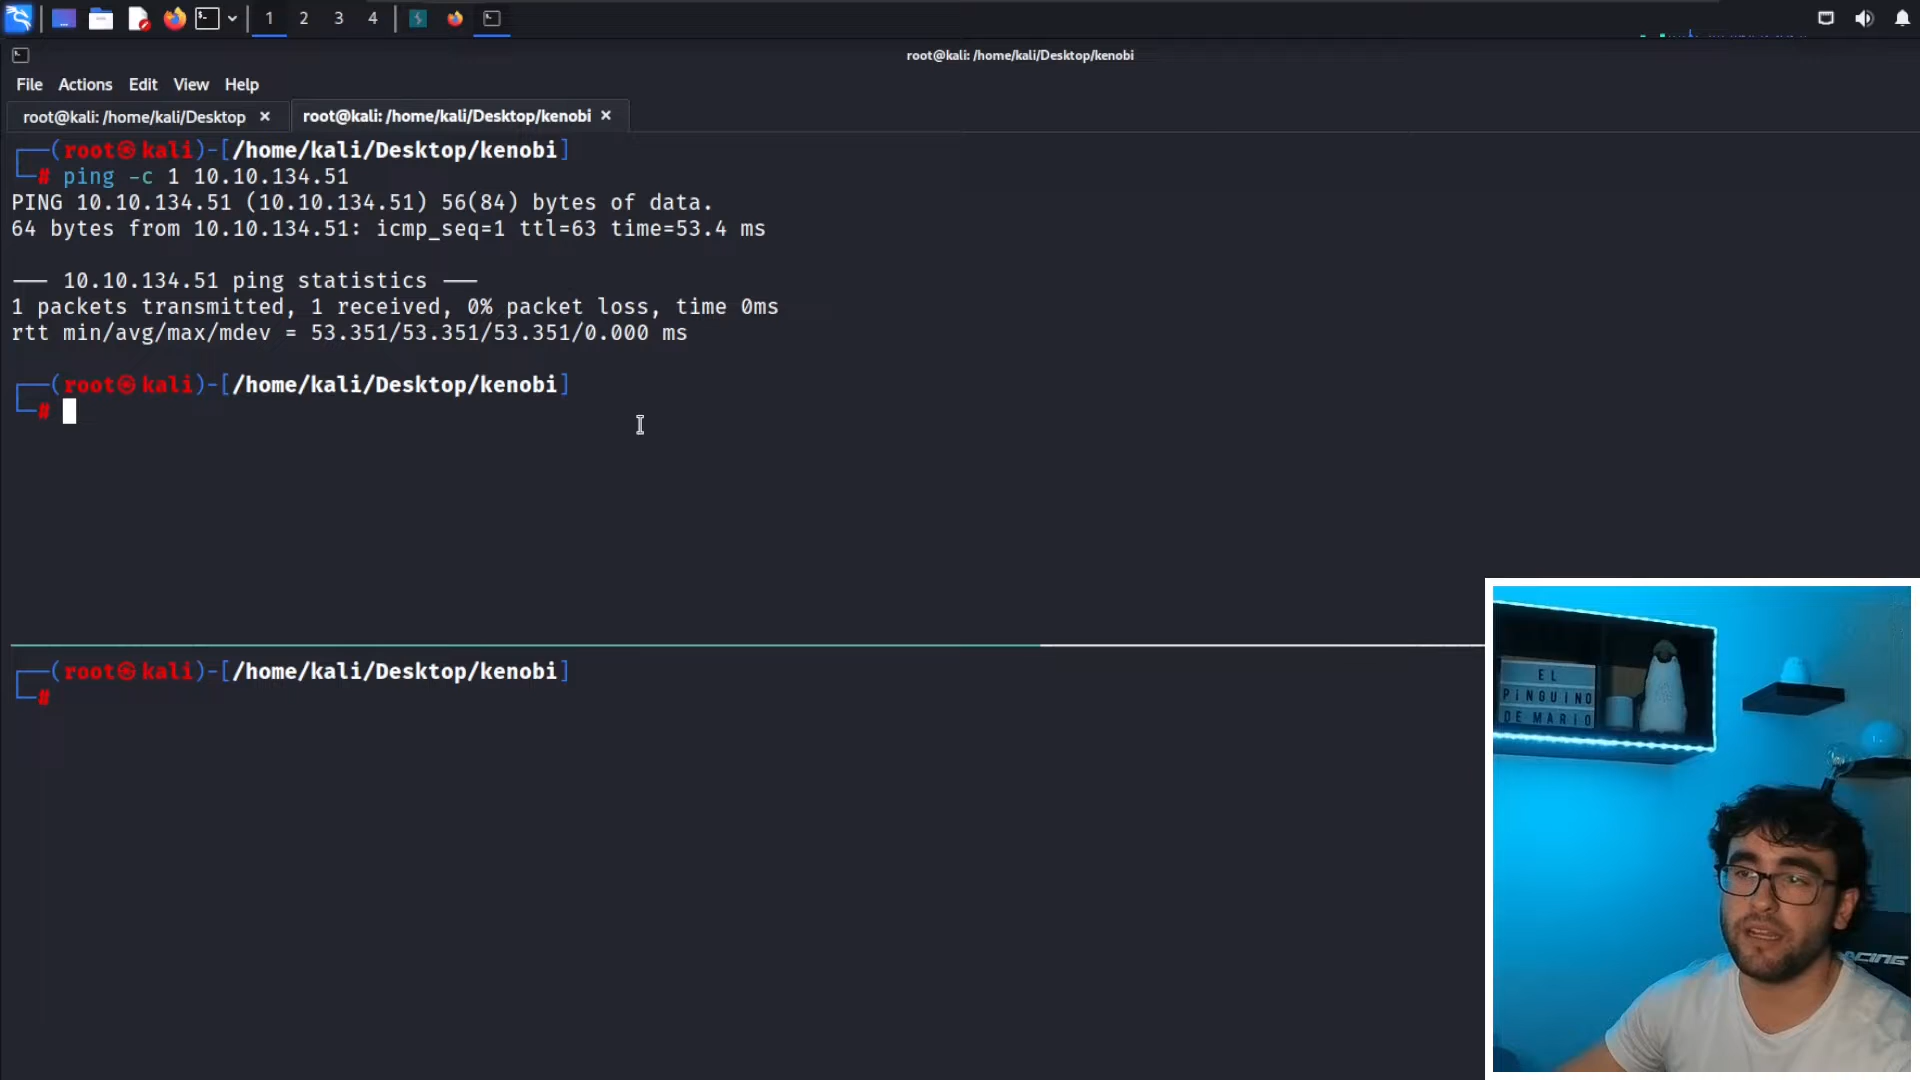 1 2 3 4
root@kali: /home/kali/Desktop/kenobi
File Actions Edit View Help
root@kali: /home/kali/Desktop × root@kali: /home/kali/Desktop/kenobi ×
┌──(root㉿kali)-[/home/kali/Desktop/kenobi]
└─# ping -c 1 10.10.134.51
PING 10.10.134.51 (10.10.134.51) 56(84) bytes of data.
64 bytes from 10.10.134.51: icmp_seq=1 ttl=63 time=53.4 ms
--- 10.10.134.51 ping statistics ---
1 packets transmitted, 1 received, 0% packet loss, time 0ms
rtt min/avg/max/mdev = 53.351/53.351/53.351/0.000 ms
┌──(root㉿kali)-[/home/kali/Desktop/kenobi]
└─#
┌──(root㉿kali)-[/home/kali/Desktop/kenobi]
└─#
EL
PINGUINO
DE MARIO